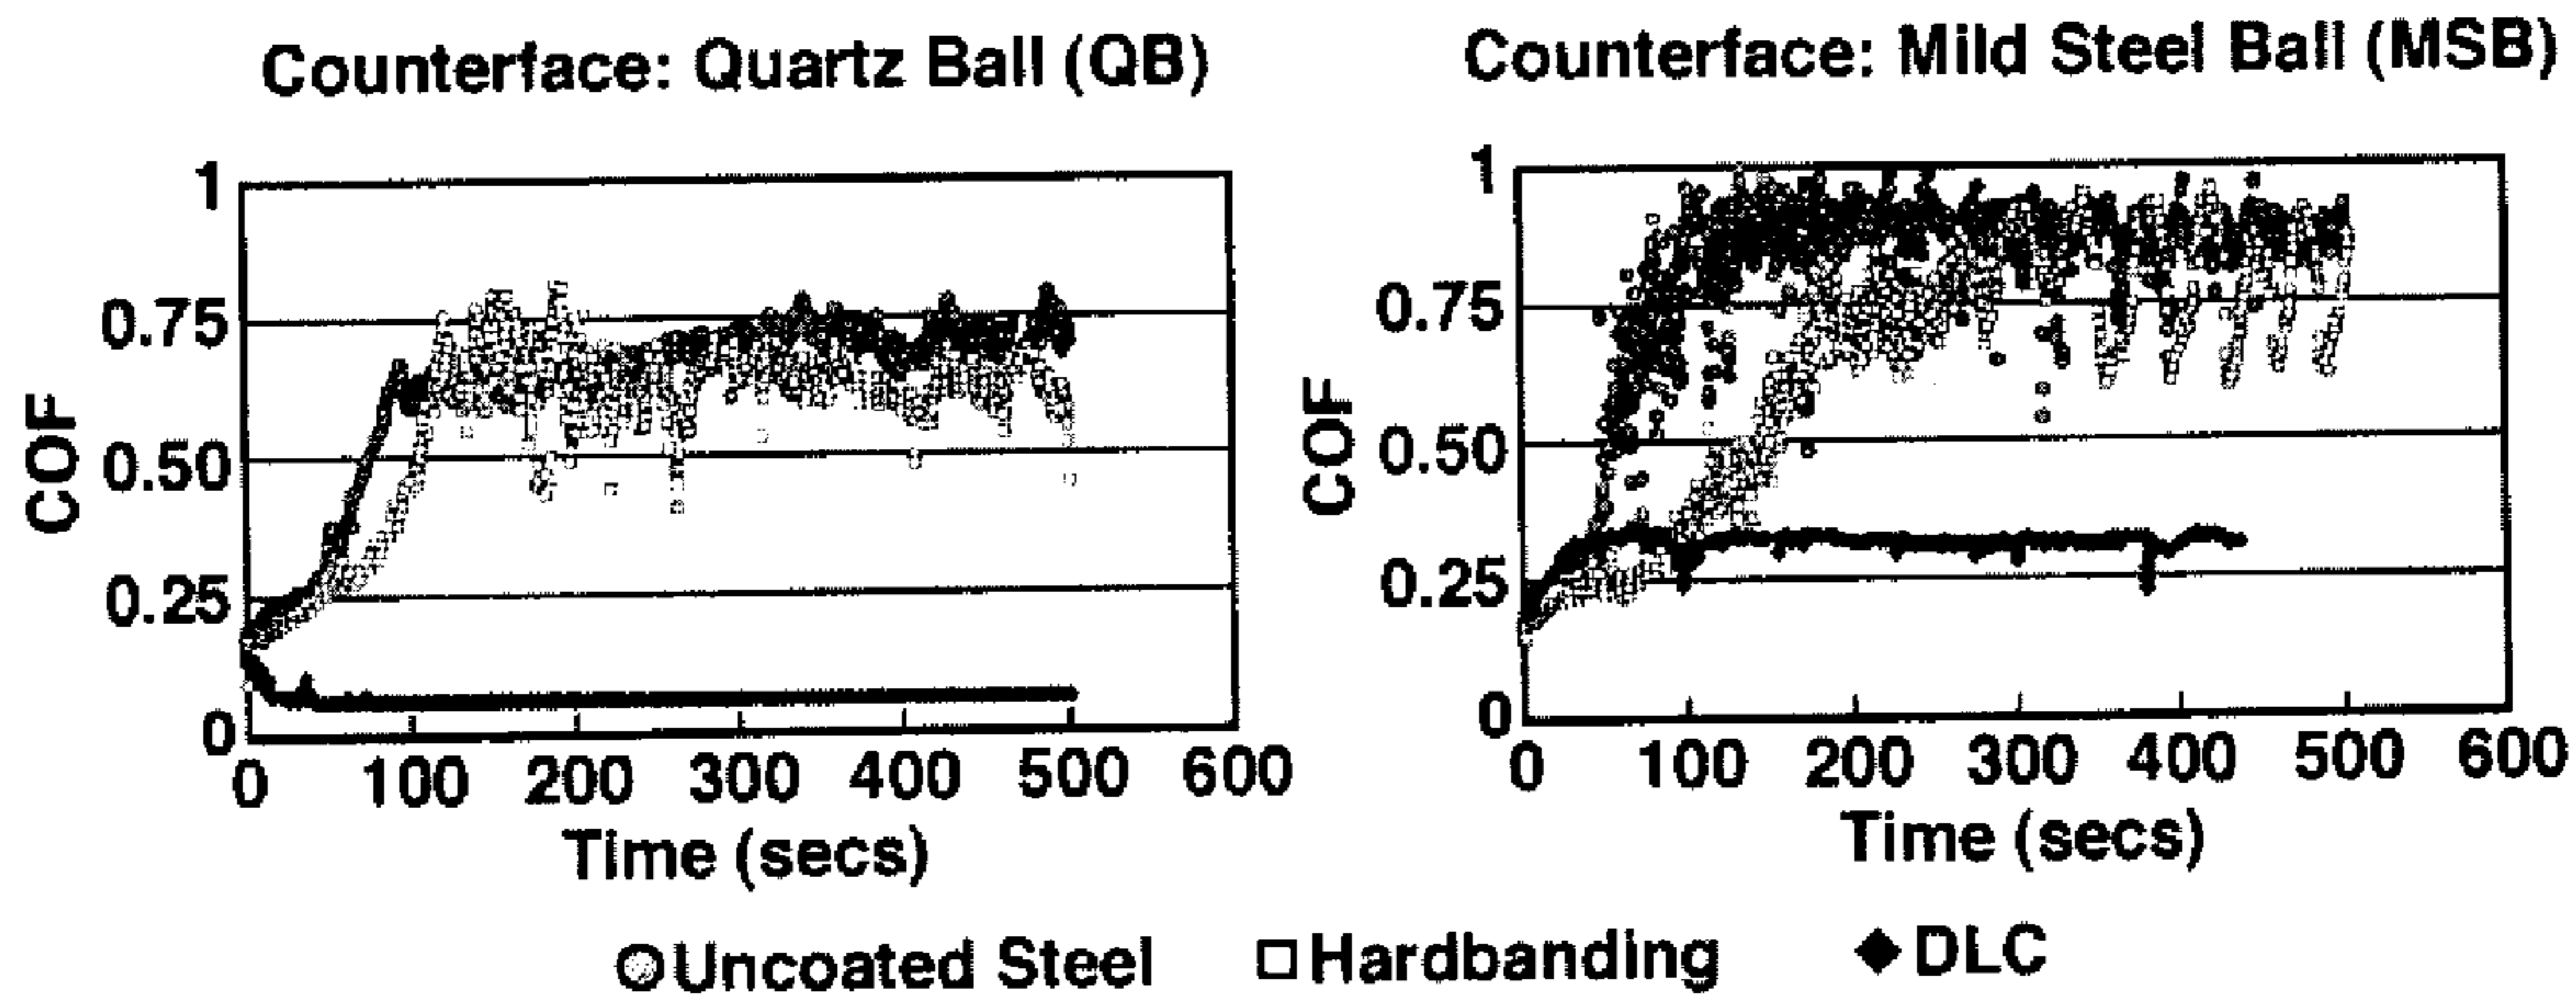 Counterface: Quartz Ball (QB)
1
0.75
0.50
0.25
0
COF
0 100 200 300 400 500 600
Time (secs)
Counterface: Mild Steel Ball (MSB)
1
0.75
0.50
0.25
0
COF
0 100 200 300 400 500 600
Time (secs)
Uncoated Steel Hardbanding DLC